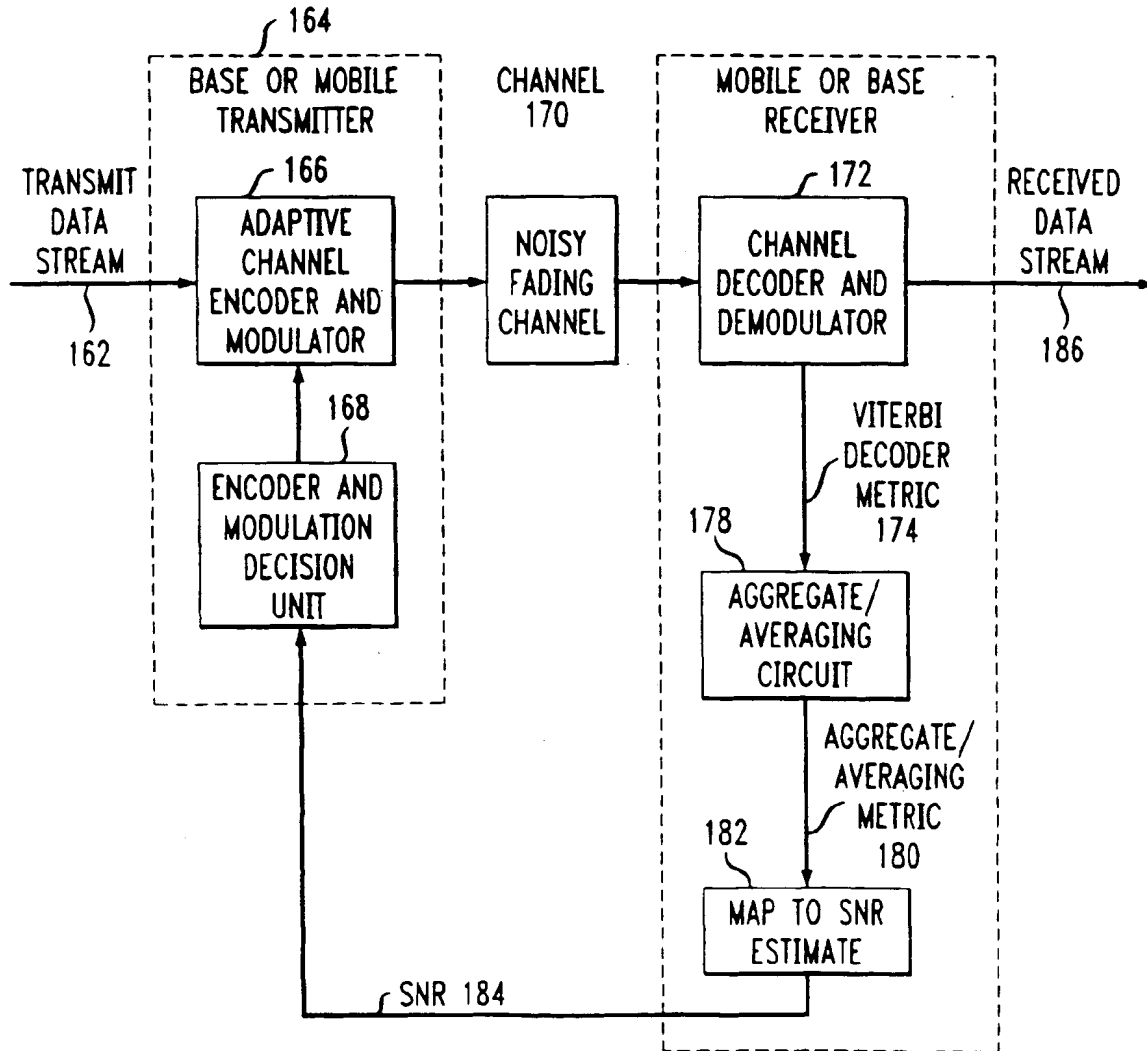 164
BASE OR MOBILE
TRANSMITTER
CHANNEL
170
MOBILE OR BASE
RECEIVER
TRANSMIT
DATA
STREAM
162
166
ADAPTIVE
CHANNEL
ENCODER AND
MODULATOR
NOISY
FADING
CHANNEL
172
CHANNEL
DECODER AND
DEMODULATOR
RECEIVED
DATA
STREAM
186
168
ENCODER AND
MODULATION
DECISION
UNIT
VITERBI
DECODER
METRIC
174
178
AGGREGATE/
AVERAGING
CIRCUIT
AGGREGATE/
AVERAGING
METRIC
180
182
MAP TO SNR
ESTIMATE
SNR 184